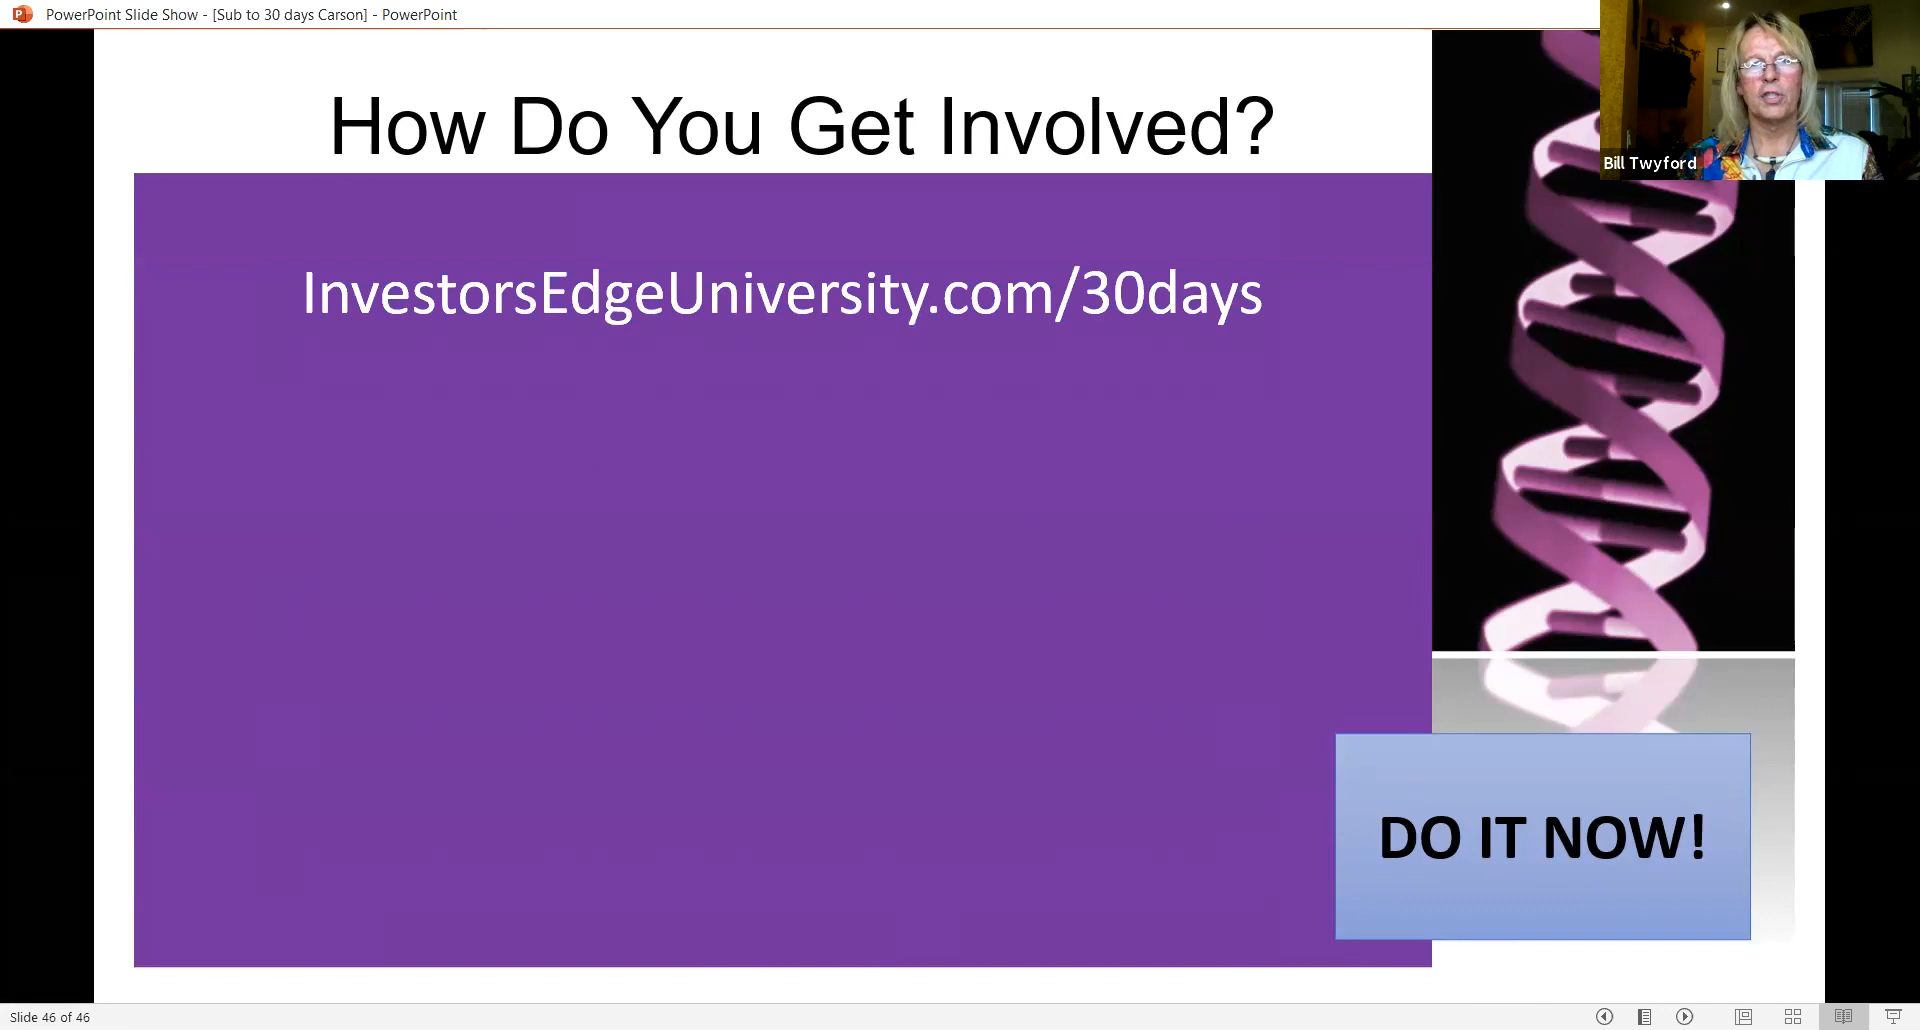 PowerPoint Slide Show - [Sub to 30 days Carson] - PowerPoint
How Do You Get Involved?
Bill Twyford
InvestorsEdgeUniversity.com/30days
DO IT NOW!
Slide 46 of 46